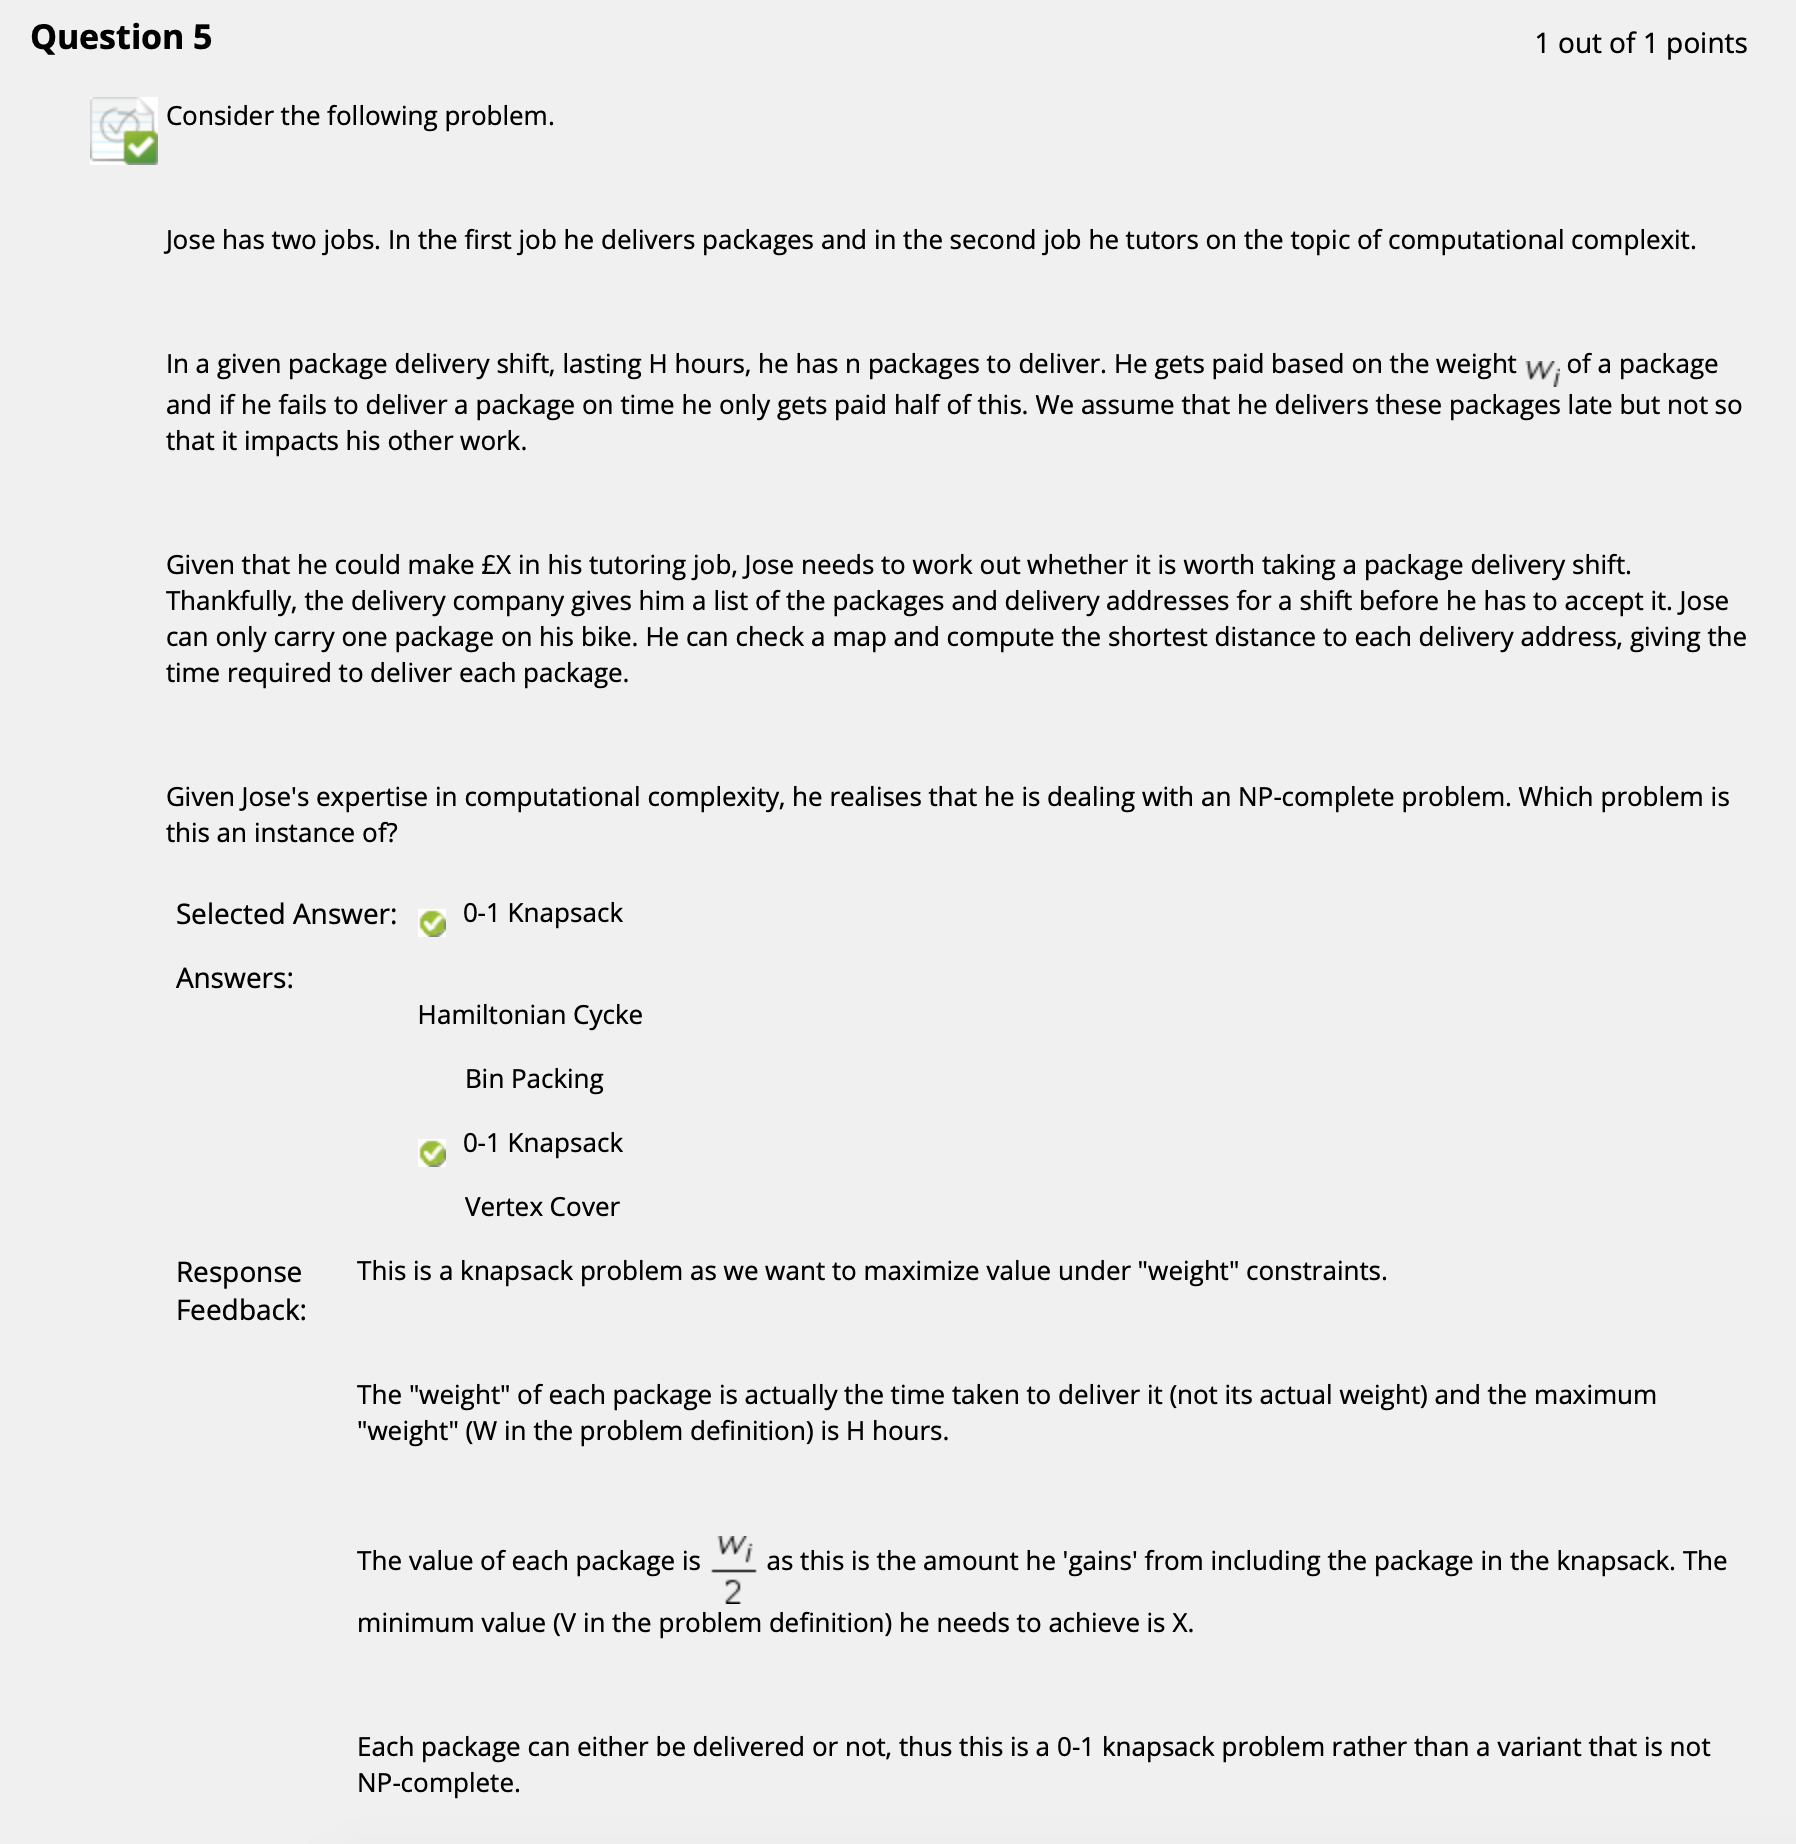 Question 5
1 out of 1 points
Consider the following problem.
Jose has two jobs. In the first job he delivers packages and in the second job he tutors on the topic of computational complexit.
In a given package delivery shift, lasting H hours, he has n packages to deliver. He gets paid based on the weight w_i of a package
and if he fails to deliver a package on time he only gets paid half of this. We assume that he delivers these packages late but not so
that it impacts his other work.
Given that he could make £X in his tutoring job, Jose needs to work out whether it is worth taking a package delivery shift.
Thankfully, the delivery company gives him a list of the packages and delivery addresses for a shift before he has to accept it. Jose
can only carry one package on his bike. He can check a map and compute the shortest distance to each delivery address, giving the
time required to deliver each package.
Given Jose's expertise in computational complexity, he realises that he is dealing with an NP-complete problem. Which problem is
this an instance of?
Selected Answer: 0-1 Knapsack
Answers:
Hamiltonian Cycke
Bin Packing
0-1 Knapsack
Vertex Cover
Response This is a knapsack problem as we want to maximize value under "weight" constraints.
Feedback:
The "weight" of each package is actually the time taken to deliver it (not its actual weight) and the maximum
"weight" (W in the problem definition) is H hours.
The value of each package is w_i/2 as this is the amount he 'gains' from including the package in the knapsack. The
minimum value (V in the problem definition) he needs to achieve is X.
Each package can either be delivered or not, thus this is a 0-1 knapsack problem rather than a variant that is not
NP-complete.